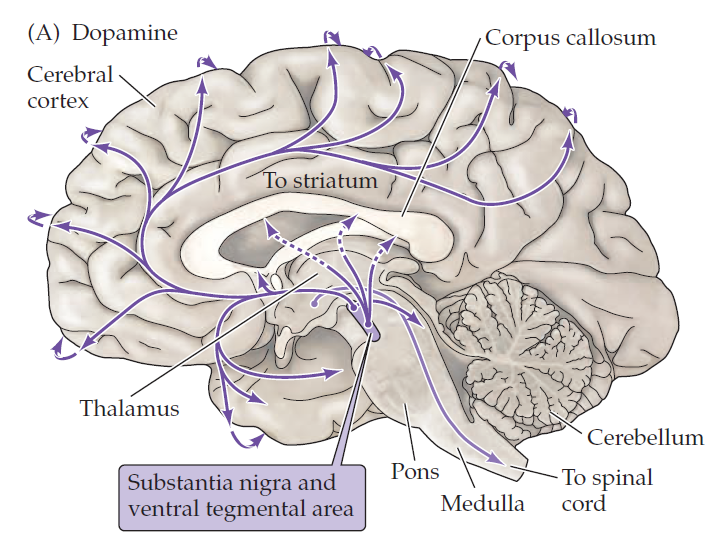 (A) Dopamine
Corpus callosum
Cerebral
cortex
To striatum
Thalamus
Cerebellum
Substantia nigra and
ventral tegmental area
Pons
Medulla
To spinal
cord